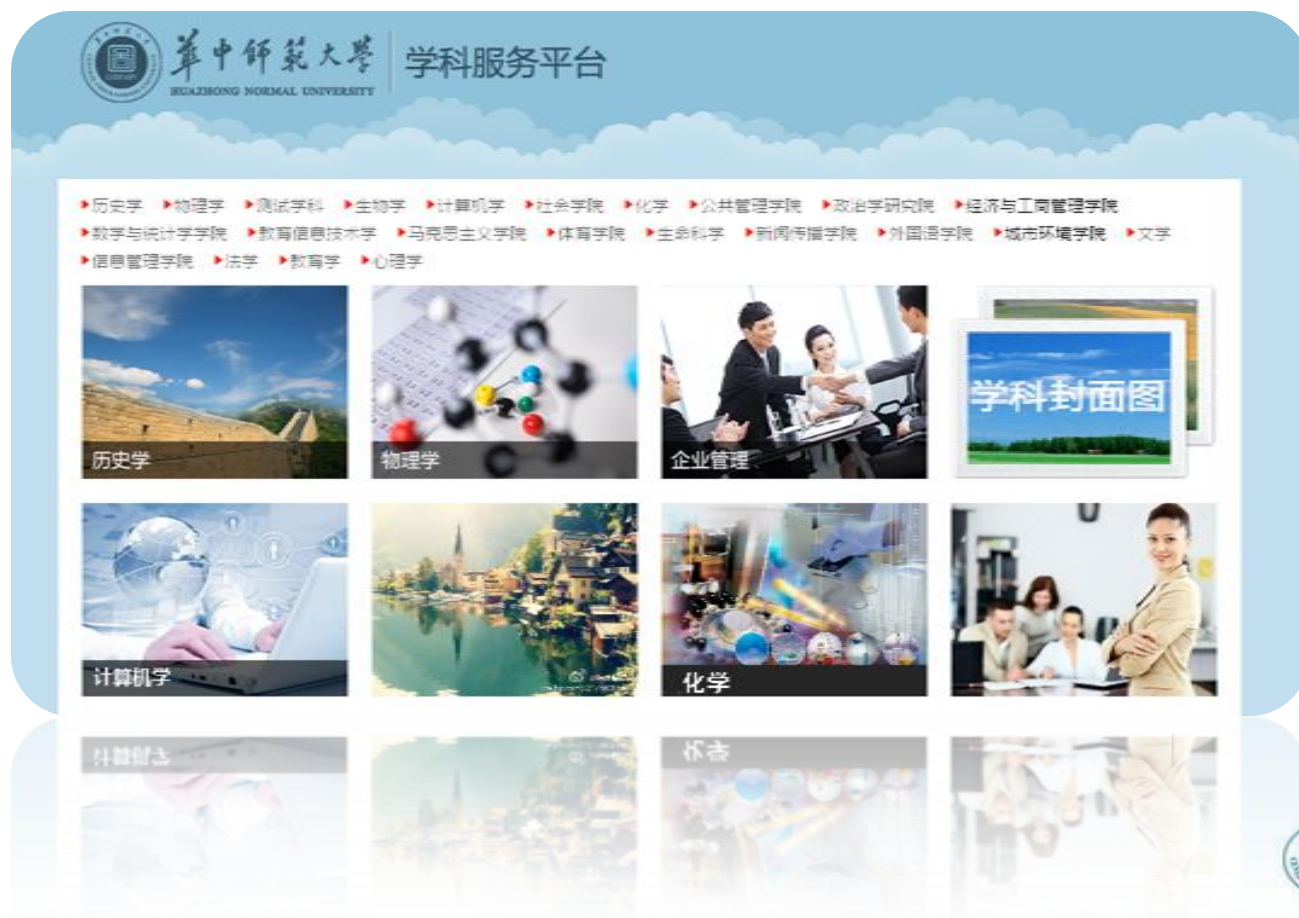 華中師範大學 学科服务平台
HUAZHONG NORMAL UNIVERSITY
历史学 物理学 测试学科 生物学 计算机学 社会学院 化学 公共管理学院 政治学研究院 经济与工商管理学院
数学与统计学学院 教育信息技术学 马克思主义学院 体育学院 生命科学 新闻传播学院 外国语学院 城市环境学院 文学
信息管理学院 法学 教育学 心理学
历史学
物理学
企业管理
学科封面图
计算机学
化学